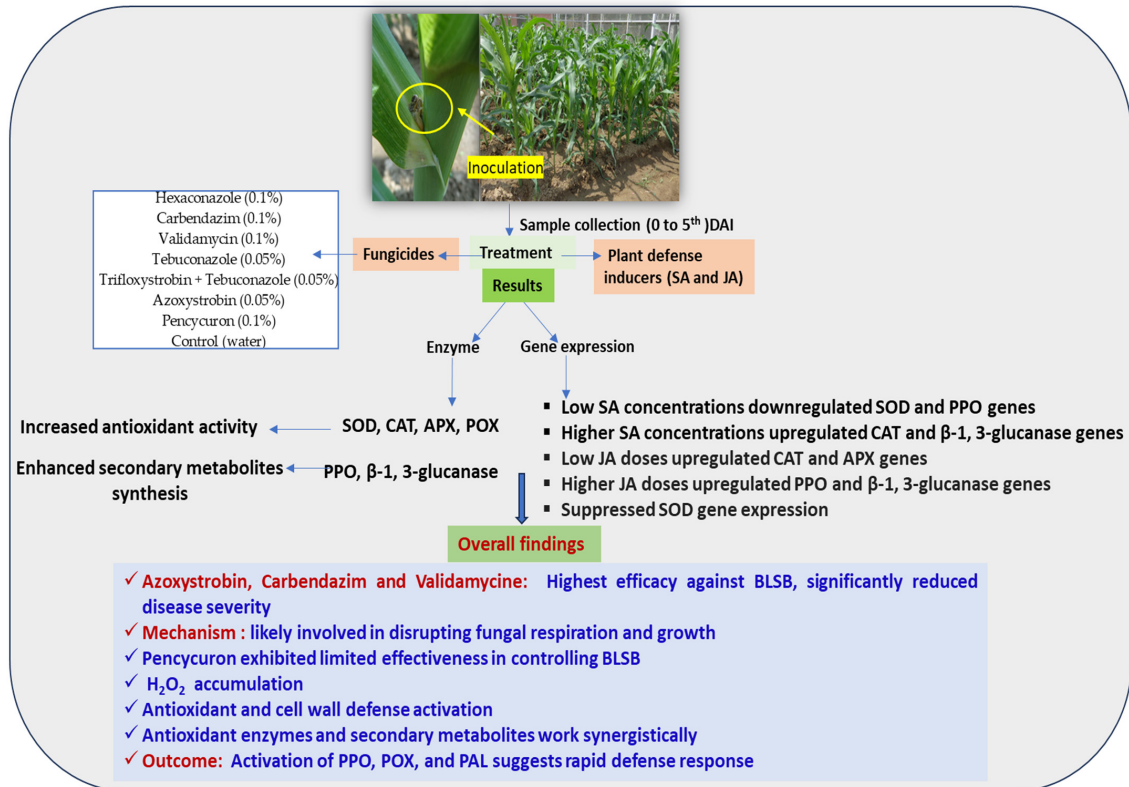 Inoculation
Sample collection (0 to 5th )DAI
Hexaconazole (0.1%)
Carbendazim (0.1%)
Validamycin (0.1%)
Tebuconazole (0.05%)
Trifloxystrobin + Tebuconazole (0.05%)
Azoxystrobin (0.05%)
Pencycuron (0.1%)
Control (water)
Fungicides
Treatment
Plant defense
inducers (SA and JA)
Results
Enzyme
Gene expression
Increased antioxidant activity
SOD, CAT, APX, POX
Enhanced secondary metabolites
synthesis
PPO, β-1, 3-glucanase
▪ Low SA concentrations downregulated SOD and PPO genes
▪ Higher SA concentrations upregulated CAT and β-1, 3-glucanase genes
▪ Low JA doses upregulated CAT and APX genes
▪ Higher JA doses upregulated PPO and β-1, 3-glucanase genes
▪ Suppressed SOD gene expression
Overall findings
✓ Azoxystrobin, Carbendazim and Validamycine: Highest efficacy against BLSB, significantly reduced
disease severity
✓ Mechanism : likely involved in disrupting fungal respiration and growth
✓ Pencycuron exhibited limited effectiveness in controlling BLSB
✓ H₂O₂ accumulation
✓ Antioxidant and cell wall defense activation
✓ Antioxidant enzymes and secondary metabolites work synergistically
✓ Outcome: Activation of PPO, POX, and PAL suggests rapid defense response